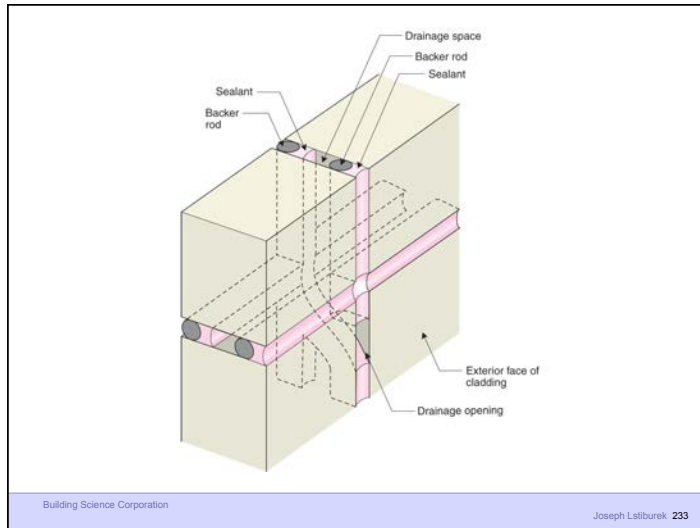 Drainage space
Backer rod
Sealant
Sealant
Backer
rod
Exterior face of
cladding
Drainage opening
Building Science Corporation
Joseph Lstiburek 233